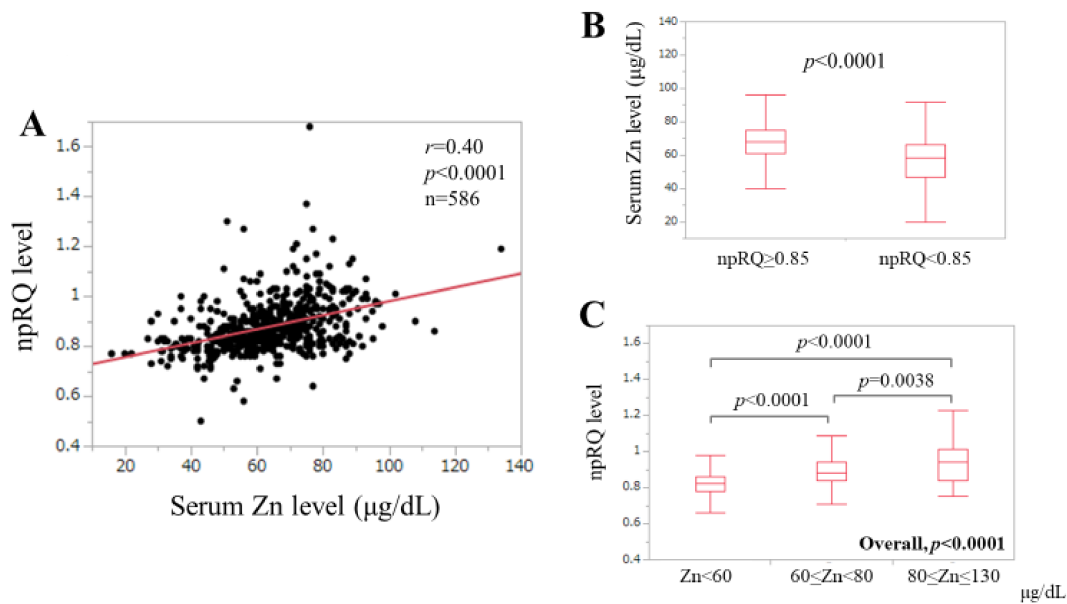 A
npRQ level
1.6
1.4
1.2
1
0.8
0.6
0.4
r=0.40
p<0.0001
n=586
20
40
60
80
100
120
140
Serum Zn level (μg/dL)
B
Serum Zn level (μg/dL)
140
120
100
80
60
40
20
p<0.0001
npRQ≥0.85
npRQ<0.85
C
npRQ level
1.6
1.4
1.2
1
0.8
0.6
0.4
p<0.0001
p<0.0001
p=0.0038
Overall, p<0.0001
Zn<60
60≤Zn<80
80≤Zn≤130
μg/dL